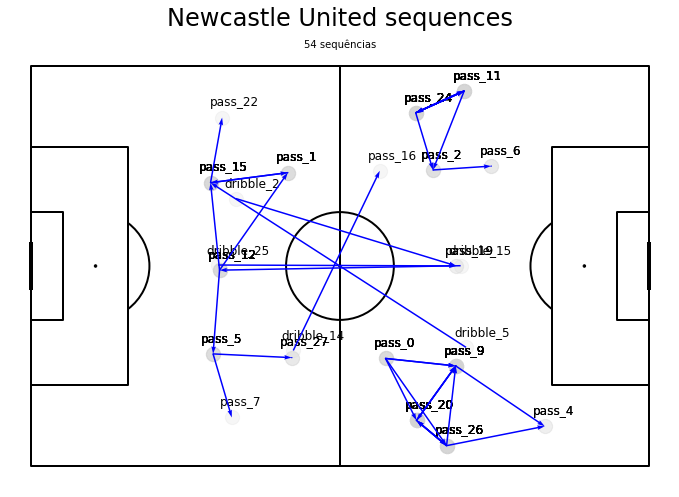 Newcastle United sequences
54 sequências
pass_11
pass_24
pass_22
pass_1
pass_16
pass_2
pass_6
pass_15
dribble_2
dribble_25
pass_12
pass_19
dribble_15
pass_5
dribble_14
pass_27
dribble_5
pass_0
pass_9
pass_7
pass_20
pass_4
pass_26